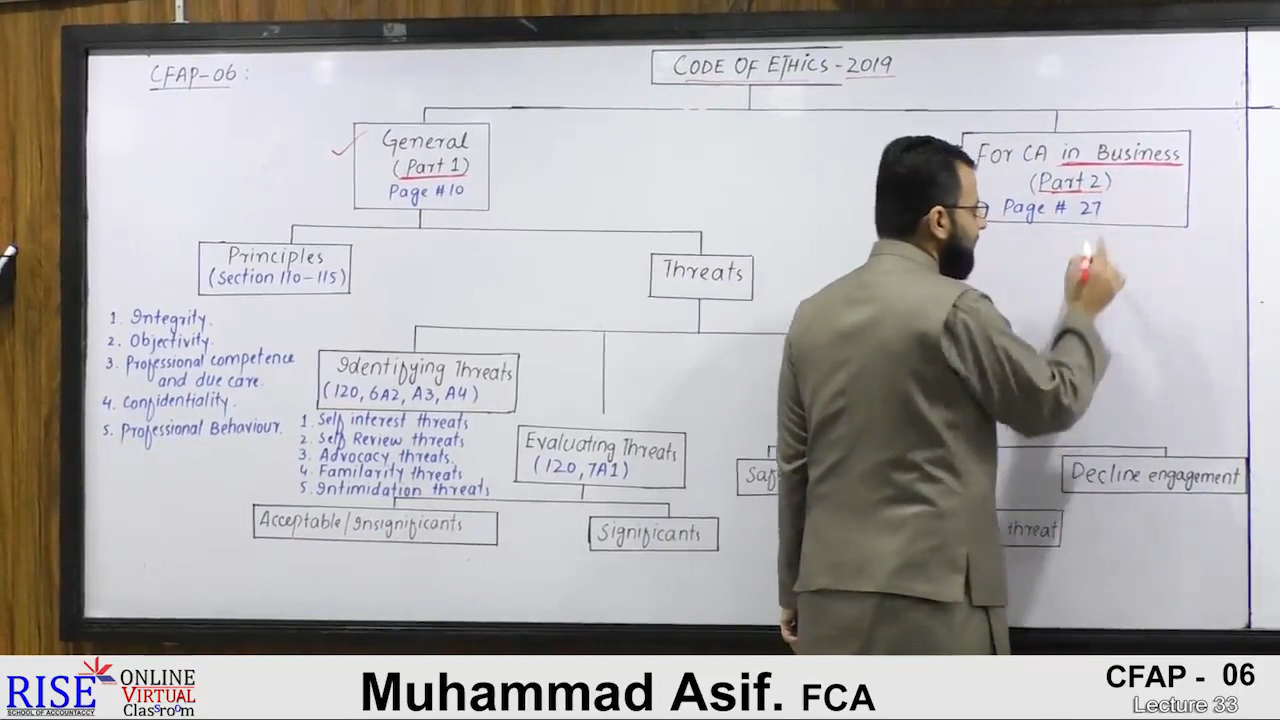 CFAP-06 :
CODE OF ETHICS - 2019
General
(Part 1)
Page #10
For CA in Business
(Part 2)
Page # 27
Principles
(Section 110-115)
Threats
1. Integrity.
2. Objectivity.
3. Professional competence
and due care.
4. Confidentiality.
5. Professional Behaviour.
Identifying Threats
(120, 6A2, A3, A4)
1. Self interest threats
2. Self Review threats
3. Advocacy threats.
4. Familarity threats
5. Intimidation threats
Evaluating Threats
(120, 7A1)
Acceptable/Insignificants
Significants
Saf
Decline engagement
threat
RISE
SCHOOL OF ACCOUNTACCY
ONLINE
VIRTUAL
Classroom
Muhammad Asif. FCA
CFAP - 06
Lecture 33